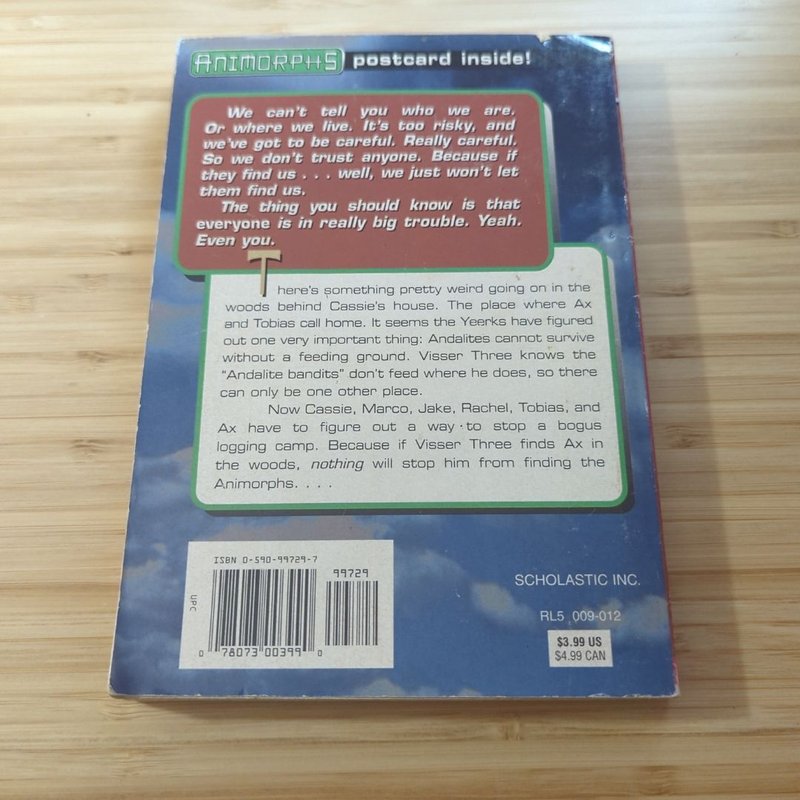 ANIMORPHS postcard inside!
We can't tell you who we are.
Or where we live. It's too risky, and
we've got to be careful. Really careful.
So we don't trust anyone. Because if
they find us . . . well, we just won't let
them find us.
The thing you should know is that
everyone is in really big trouble. Yeah.
Even you.
There's something pretty weird going on in the
woods behind Cassie's house. The place where Ax
and Tobias call home. It seems the Yeerks have figured
out one very important thing: Andalites cannot survive
without a feeding ground. Visser Three knows the
"Andalite bandits" don't feed where he does, so there
can only be one other place.
Now Cassie, Marco, Jake, Rachel, Tobias, and
Ax have to figure out a way to stop a bogus
logging camp. Because if Visser Three finds Ax in
the woods, nothing will stop him from finding the
Animorphs. . . .
ISBN 0-590-99729-7
99729
UPC
0 78073 00399 0
SCHOLASTIC INC.
RL5 009-012
$3.99 US
$4.99 CAN